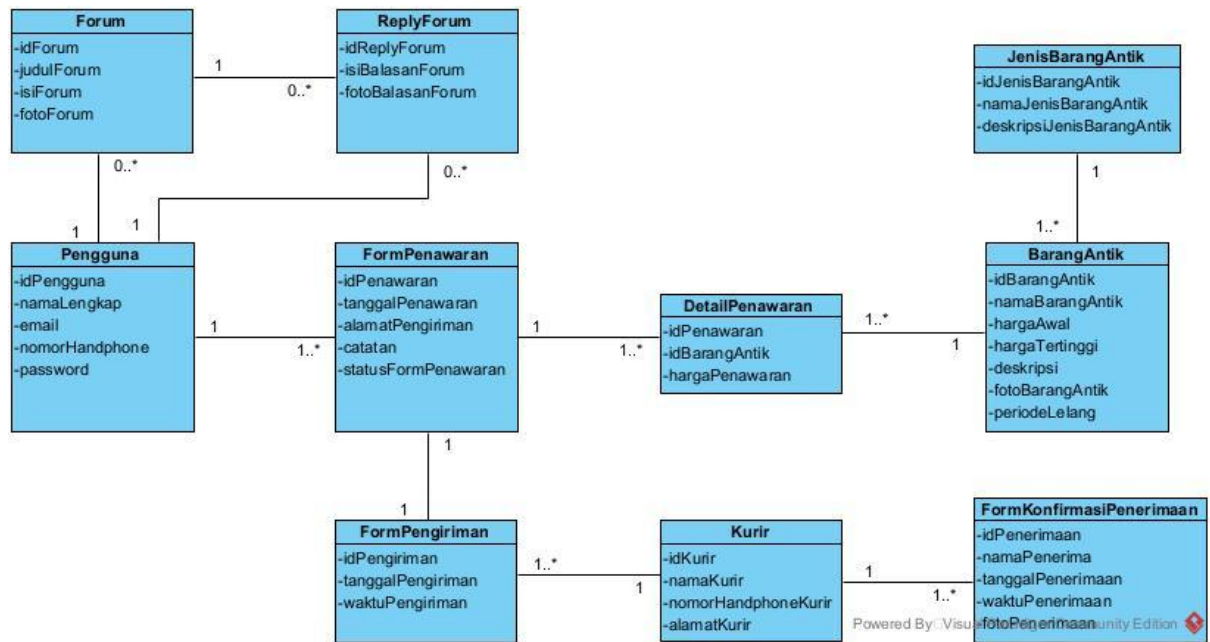 Forum
-idForum
-judulForum
-isiForum
-fotoForum
1
0..*
ReplyForum
-idReplyForum
-isiBalasanForum
-fotoBalasanForum
JenisBarangAntik
-idJenisBarangAntik
-namaJenisBarangAntik
-deskripsiJenisBarangAntik
0..*
1
0..*
1
1
1..*
Pengguna
-idPengguna
-namaLengkap
-email
-nomorHandphone
-password
1
1..*
FormPenawaran
-idPenawaran
-tanggalPenawaran
-alamatPengiriman
-catatan
-statusFormPenawaran
1
1..*
DetailPenawaran
-idPenawaran
-idBarangAntik
-hargaPenawaran
1..*
1
BarangAntik
-idBarangAntik
-namaBarangAntik
-hargaAwal
-hargaTertinggi
-deskripsi
-fotoBarangAntik
-periodeLelang
1
1
FormPengiriman
-idPengiriman
-tanggalPengiriman
-waktuPengiriman
1..*
1
Kurir
-idKurir
-namaKurir
-nomorHandphoneKurir
-alamatKurir
1
1..*
FormKonfirmasiPenerimaan
-idPenerimaan
-namaPenerima
-tanggalPenerimaan
-waktuPenerimaan
-fotoPenerimaan
Powered By Visual Paradigm Community Edition